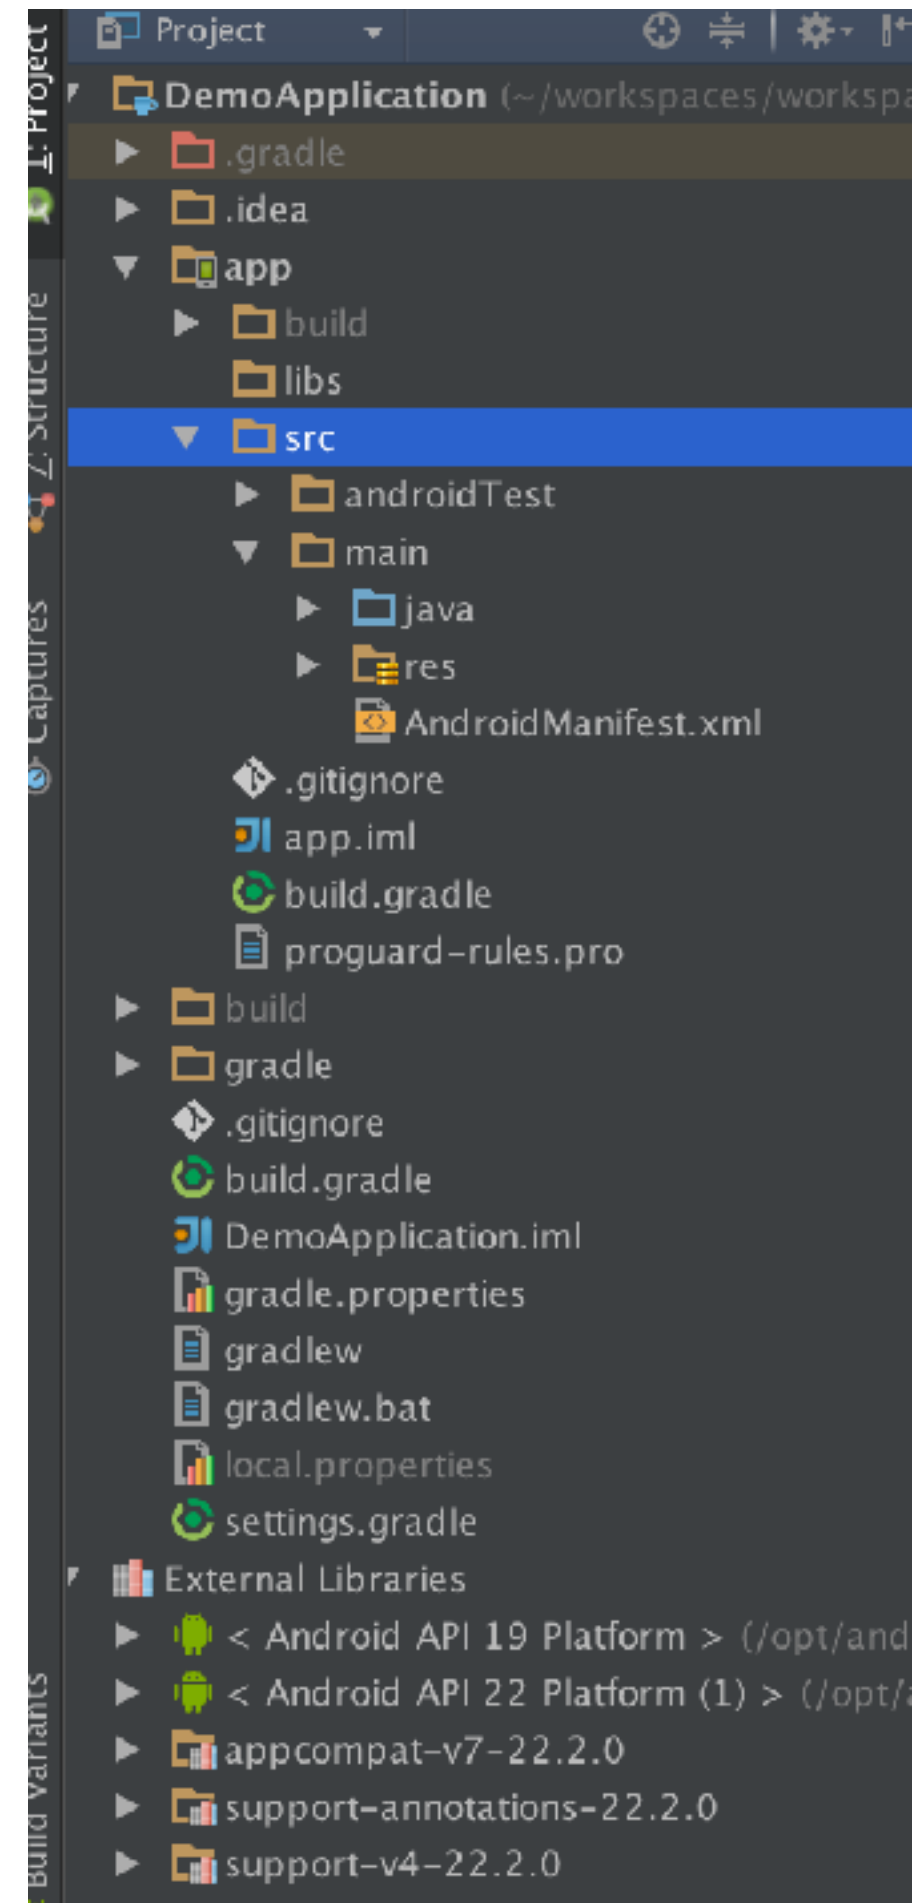 Project
DemoApplication (~/workspaces/workspa
.gradle
.idea
app
build
libs
src
androidTest
main
java
res
AndroidManifest.xml
.gitignore
app.iml
build.gradle
proguard-rules.pro
build
gradle
.gitignore
build.gradle
DemoApplication.iml
gradle.properties
gradlew
gradlew.bat
local.properties
settings.gradle
External Libraries
< Android API 19 Platform > (/opt/and
< Android API 22 Platform (1) > (/opt/a
appcompat-v7-22.2.0
support-annotations-22.2.0
support-v4-22.2.0
1: Project
7: Structure
Captures
Build Variants